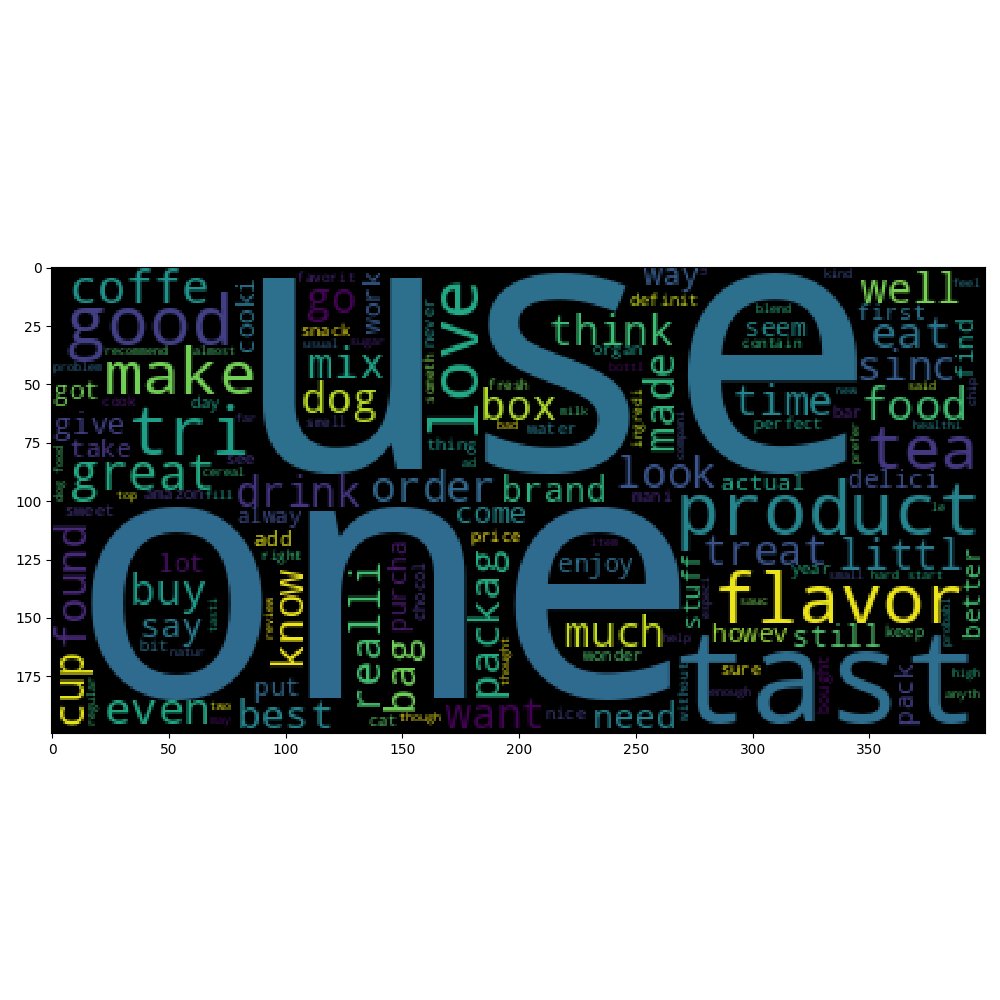 0
25
50
75
100
125
150
175
0 50 100 150 200 250 300 350
use
one
tast
product
flavor
good
tri
love
make
great
coffe
cooki
favorit
go
work
snack
usual
sugar
mix
dog
smell
never
someth
thing
recommend
almost
problem
got
cook
day
far
give
take
see
cereal
dog food
top
amazon
fill
sweet
drink
order
brand
come
alway
way
definit
think
organ
made
box
fresh
bad
milk
water
ingredi
compani
look
mani
kind
blend
seem
contain
time
perfect
bar
new
prefer
well
feel
first
eat
find
sinc
said
chip
food
healthi
tea
delici
actual
treat
littl
year
small
hard
start
better
probabl
stuff
sauc
howev
still
keep
found
lot
buy
say
bit
natur
tasti
add
right
review
know
realli
purcha
chocol
bag
price
packag
thought
item
enjoy
much
wonder
help
cup
regular
even
two
put
best
cat
though
want
nice
need
without
sure
enough
bought
pack
high
anyth